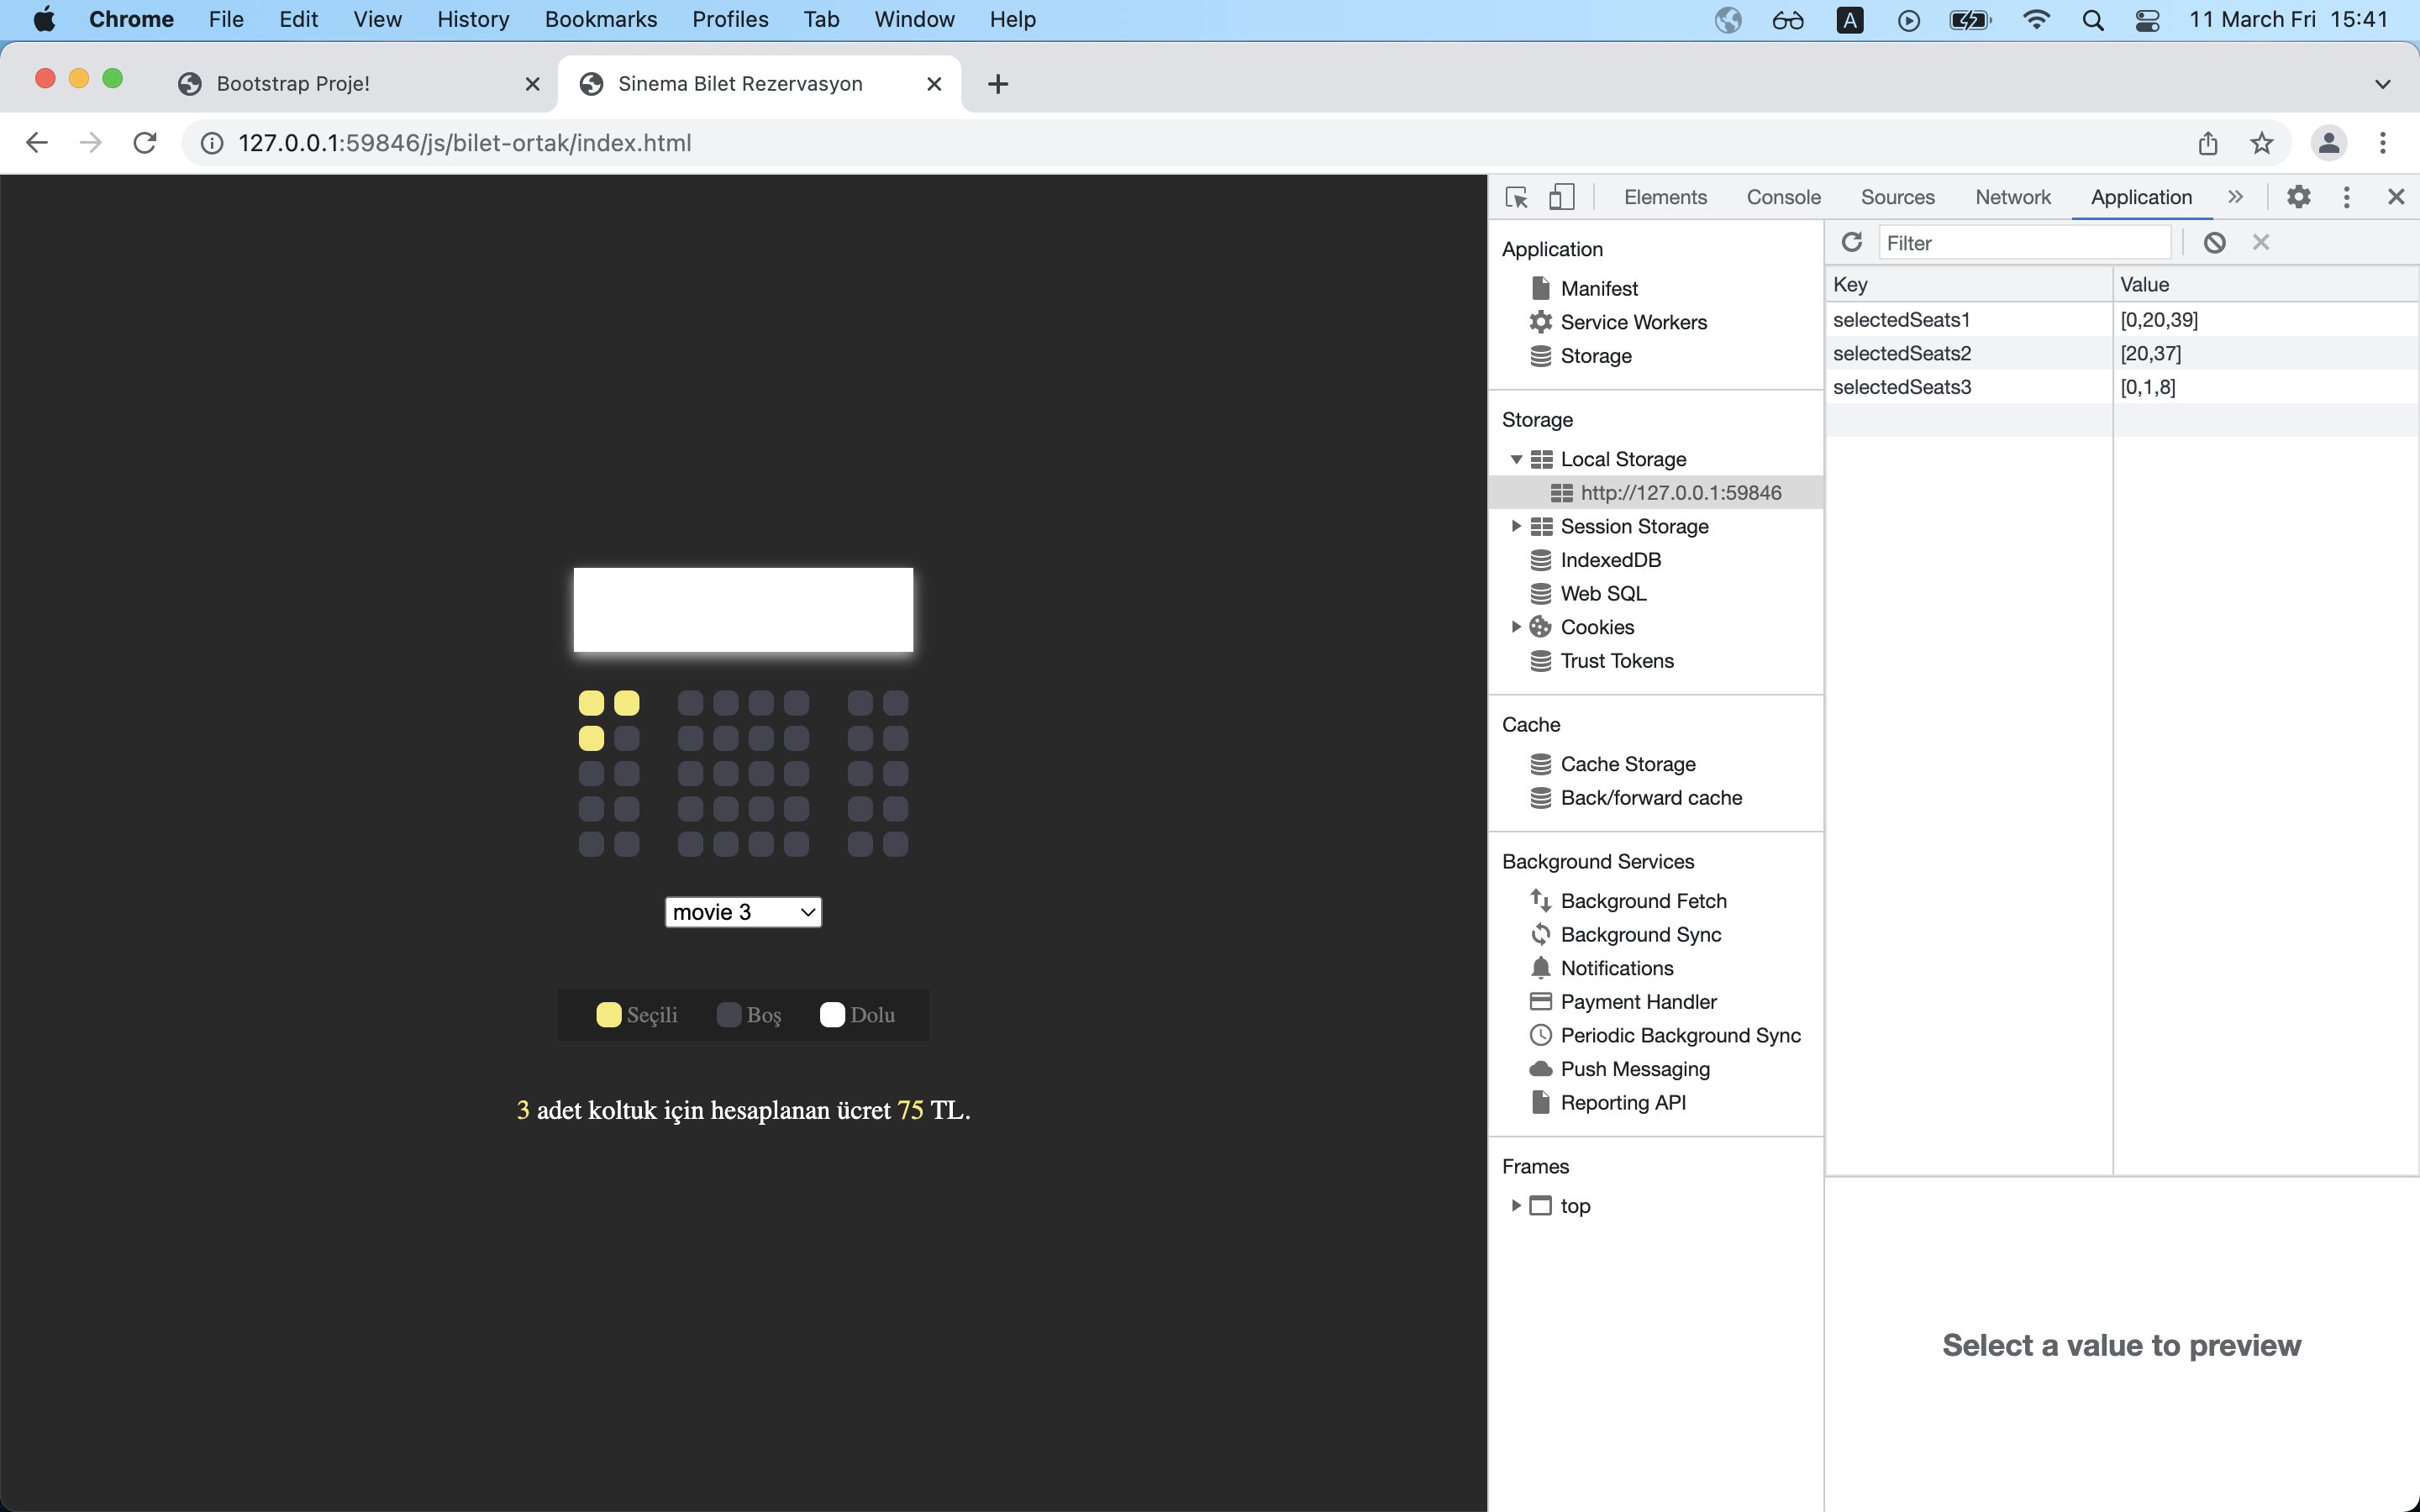 Chrome File Edit View History Bookmarks Profiles Tab Window Help A 11 March Fri 15:41
Bootstrap Proje! Sinema Bilet Rezervasyon
127.0.0.1:59846/js/bilet-ortak/index.html
movie 3
Seçili Boş Dolu
3 adet koltuk için hesaplanan ücret 75 TL.
Elements Console Sources Network Application
Application
Manifest
Service Workers
Storage
Storage
Local Storage
http://127.0.0.1:59846
Session Storage
IndexedDB
Web SQL
Cookies
Trust Tokens
Cache
Cache Storage
Back/forward cache
Background Services
Background Fetch
Background Sync
Notifications
Payment Handler
Periodic Background Sync
Push Messaging
Reporting API
Frames
top
Filter
Key Value
selectedSeats1 [0,20,39]
selectedSeats2 [20,37]
selectedSeats3 [0,1,8]
Select a value to preview